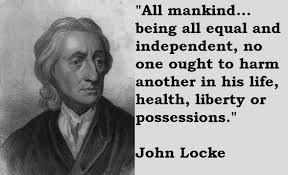 "All mankind...
being all equal and
independent, no
one ought to harm
another in his life,
health, liberty or
possessions."
John Locke